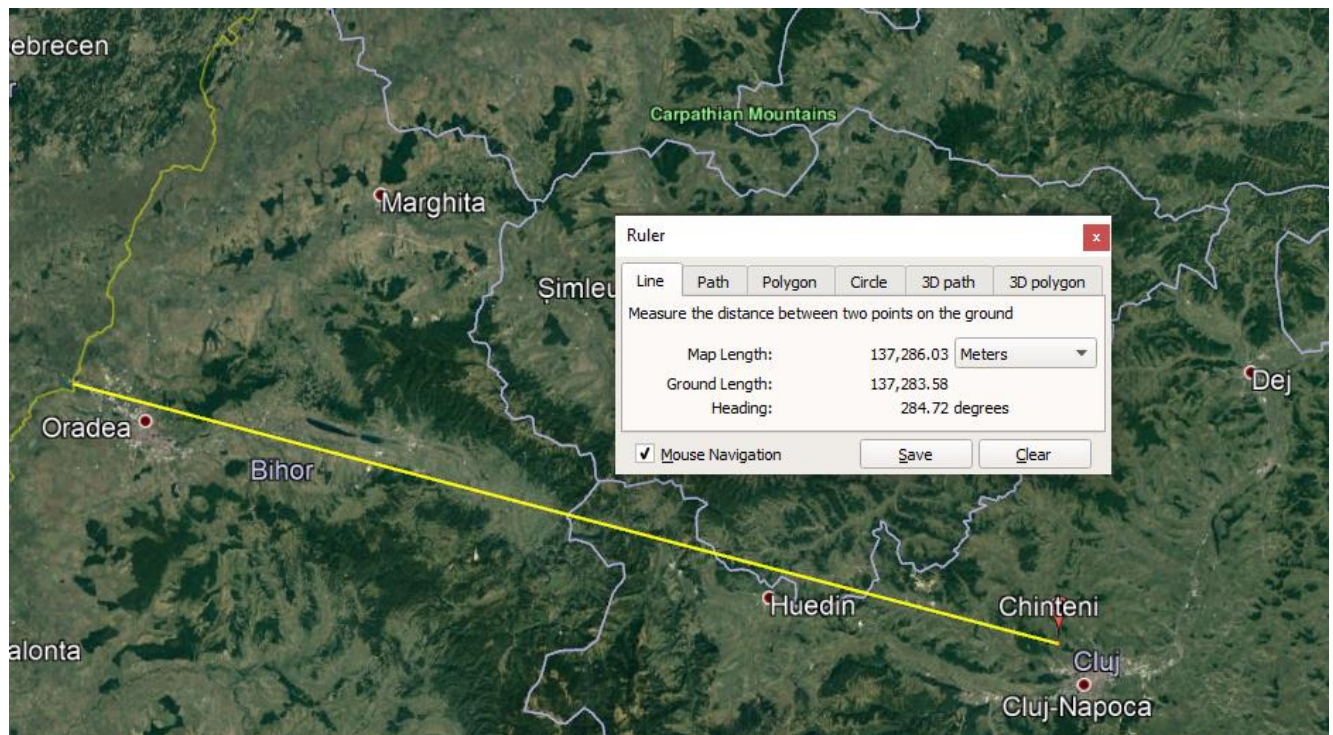 ebrecen
Carpathian Mountains
Marghita
Ruler
x
Line Path Polygon Circle 3D path 3D polygon
Measure the distance between two points on the ground
Map Length: 137,286.03 Meters
Ground Length: 137,283.58
Heading: 284.72 degrees
Mouse Navigation Save Clear
Șimleu
Dej
Oradea
Bihor
Huedin
Chinteni
alonta
Cluj
Cluj-Napoca